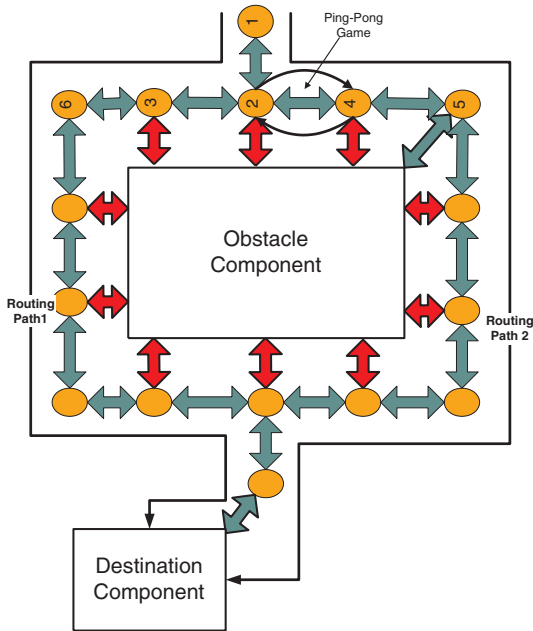 1
Ping-Pong
Game
6
3
2
4
5
Obstacle
Component
Routing
Path1
Routing
Path 2
Destination
Component